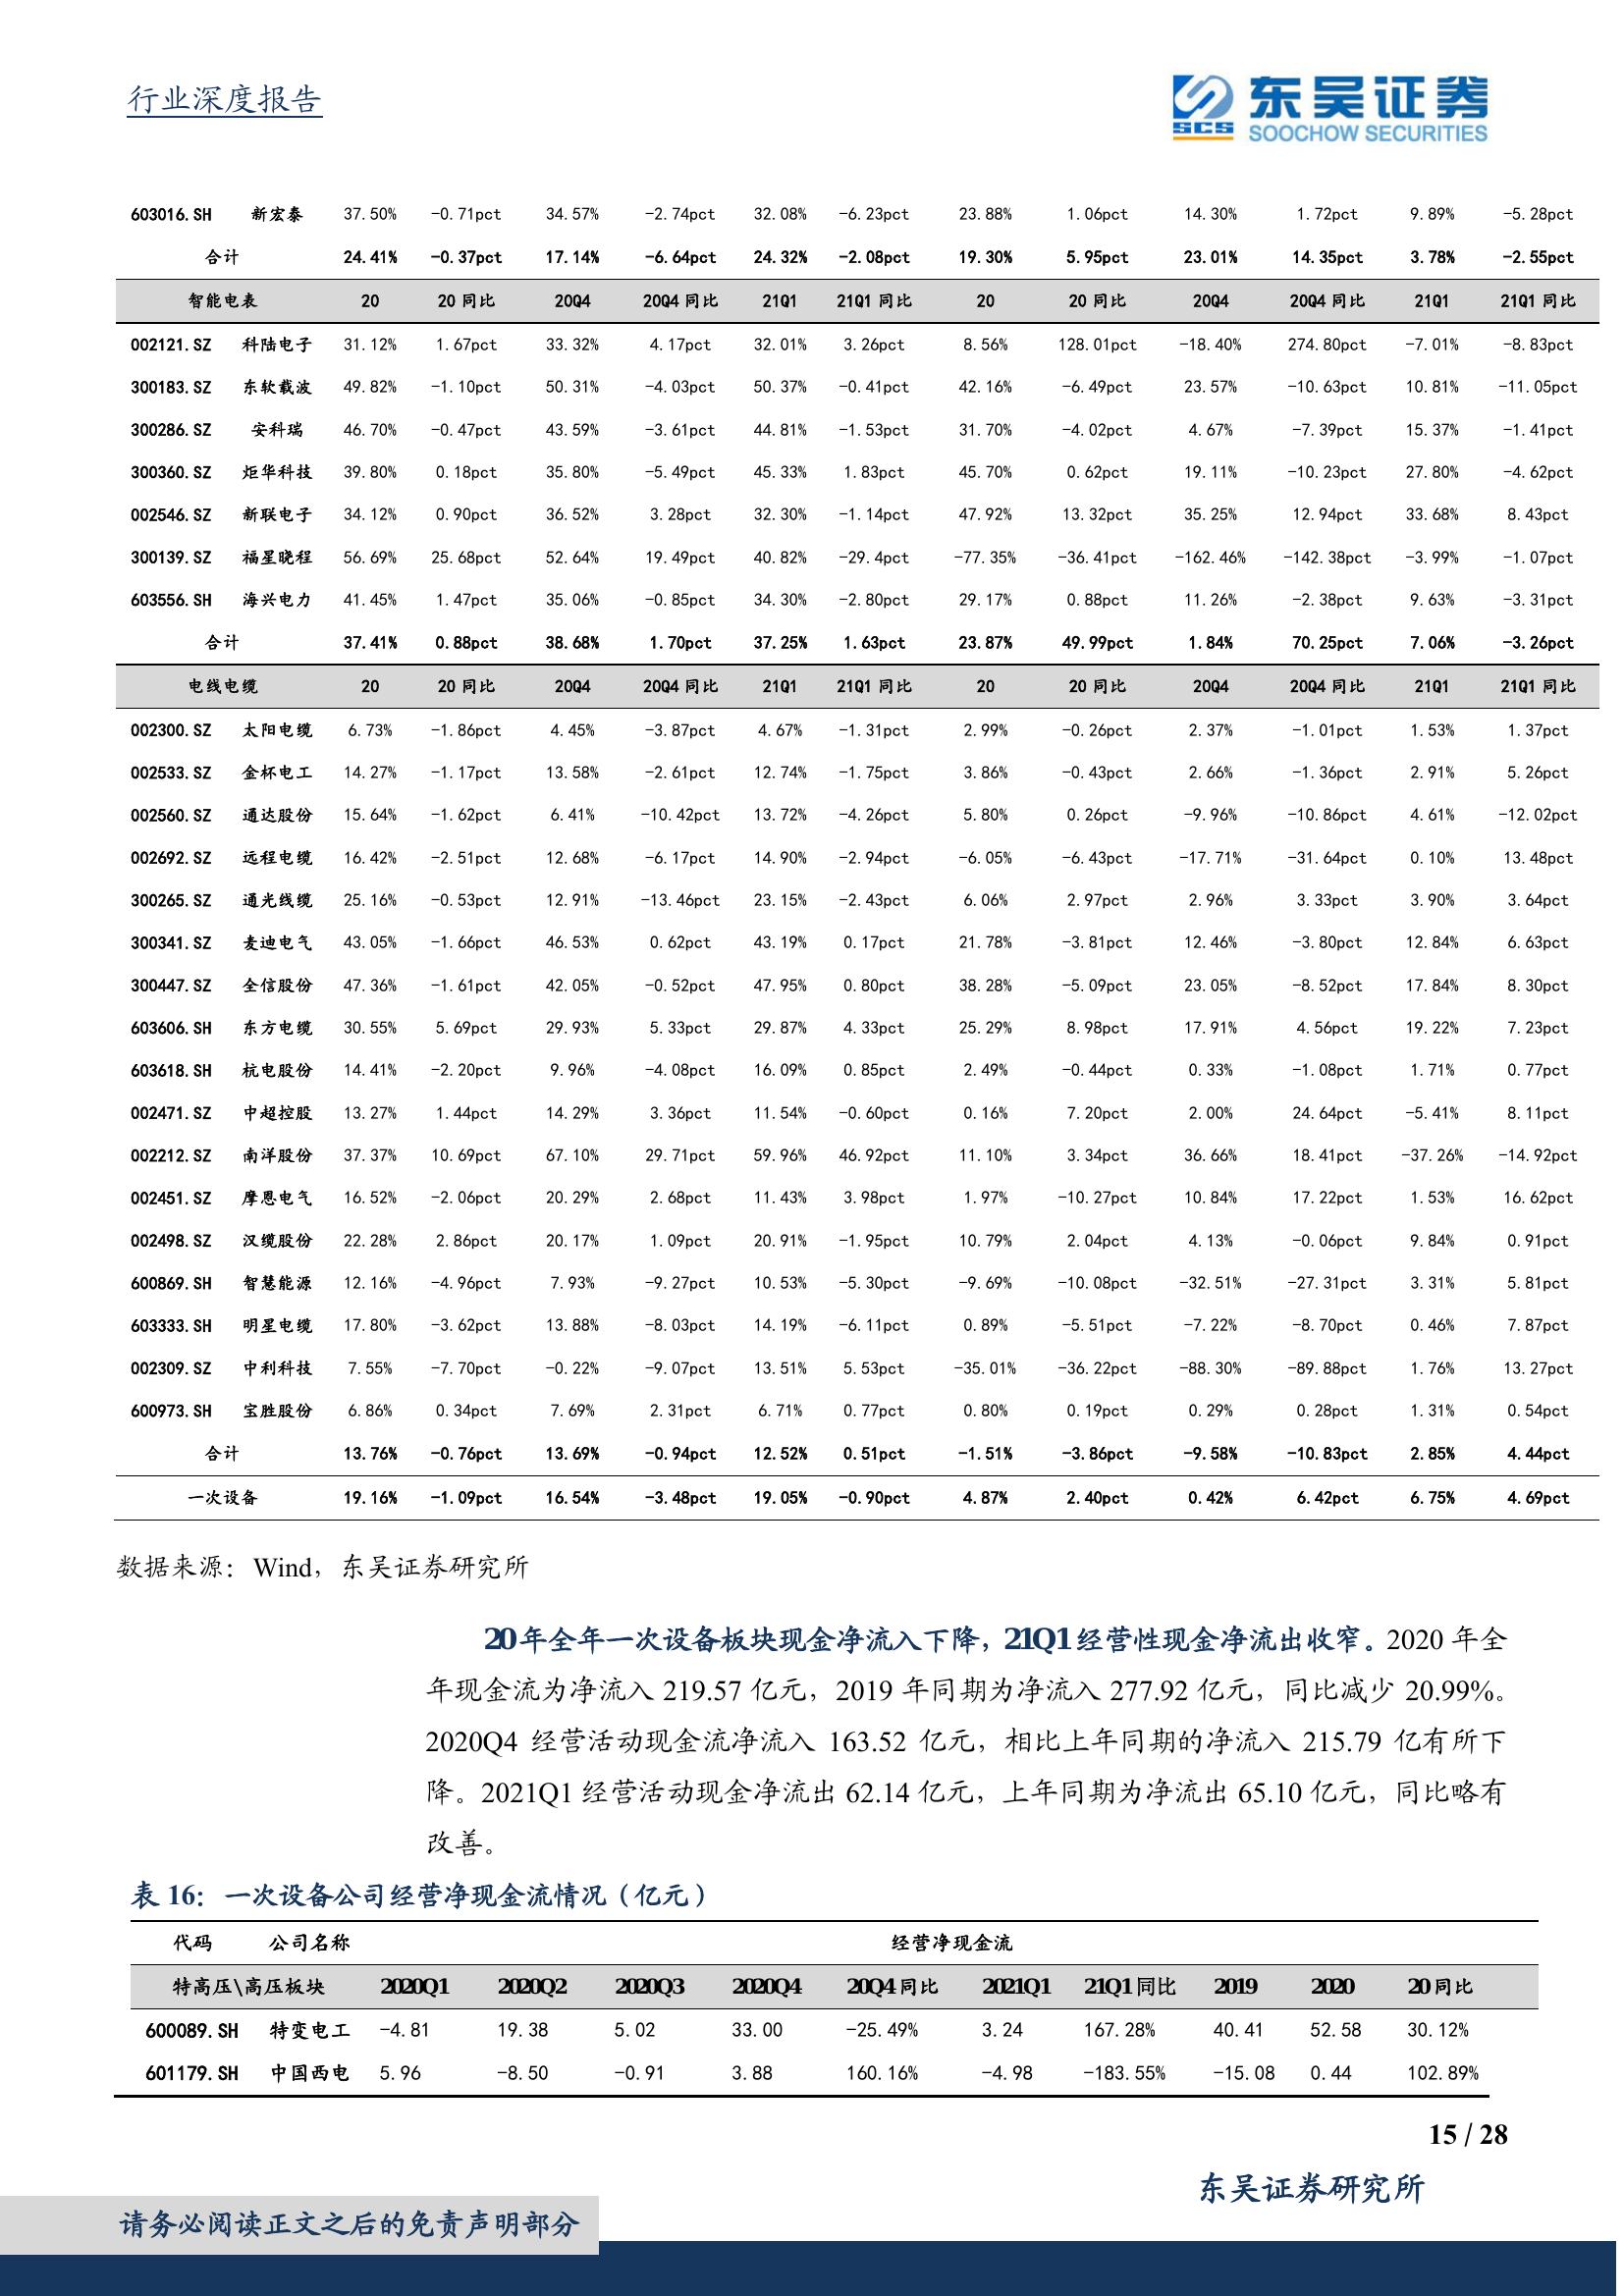 行业深度报告
东吴证券
SCS SOOCHOW SECURITIES
603016.SH 新宏泰 37.50% -0.71pct 34.57% -2.74pct 32.08% -6.23pct 23.88% 1.06pct 14.30% 1.72pct 9.89% -5.28pct
合计 24.41% -0.37pct 17.14% -6.64pct 24.32% -2.08pct 19.30% 5.95pct 23.01% 14.35pct 3.78% -2.55pct
智能电表 20 20 同比 20Q4 20Q4 同比 21Q1 21Q1 同比 20 20 同比 20Q4 20Q4 同比 21Q1 21Q1 同比
002121.SZ 科陆电子 31.12% 1.67pct 33.32% 4.17pct 32.01% 3.26pct 8.56% 128.01pct -18.40% 274.80pct -7.01% -8.83pct
300183.SZ 东软载波 49.82% -1.10pct 50.31% -4.03pct 50.37% -0.41pct 42.16% -6.49pct 23.57% -10.63pct 10.81% -11.05pct
300286.SZ 安科瑞 46.70% -0.47pct 43.59% -3.61pct 44.81% -1.53pct 31.70% -4.02pct 4.67% -7.39pct 15.37% -1.41pct
300360.SZ 炬华科技 39.80% 0.18pct 35.80% -5.49pct 45.33% 1.83pct 45.70% 0.62pct 19.11% -10.23pct 27.80% -4.62pct
002546.SZ 新联电子 34.12% 0.90pct 36.52% 3.28pct 32.30% -1.14pct 47.92% 13.32pct 35.25% 12.94pct 33.68% 8.43pct
300139.SZ 福星晓程 56.69% 25.68pct 52.64% 19.49pct 40.82% -29.4pct -77.35% -36.41pct -162.46% -142.38pct -3.99% -1.07pct
603556.SH 海兴电力 41.45% 1.47pct 35.06% -0.85pct 34.30% -2.80pct 29.17% 0.88pct 11.26% -2.38pct 9.63% -3.31pct
合计 37.41% 0.88pct 38.68% 1.70pct 37.25% 1.63pct 23.87% 49.99pct 1.84% 70.25pct 7.06% -3.26pct
电线电缆 20 20 同比 20Q4 20Q4 同比 21Q1 21Q1 同比 20 20 同比 20Q4 20Q4 同比 21Q1 21Q1 同比
002300.SZ 太阳电缆 6.73% -1.86pct 4.45% -3.87pct 4.67% -1.31pct 2.99% -0.26pct 2.37% -1.01pct 1.53% 1.37pct
002533.SZ 金杯电工 14.27% -1.17pct 13.58% -2.61pct 12.74% -1.75pct 3.86% -0.43pct 2.66% -1.36pct 2.91% 5.26pct
002560.SZ 通达股份 15.64% -1.62pct 6.41% -10.42pct 13.72% -4.26pct 5.80% 0.26pct -9.96% -10.86pct 4.61% -12.02pct
002692.SZ 远程电缆 16.42% -2.51pct 12.68% -6.17pct 14.90% -2.94pct -6.05% -6.43pct -17.71% -31.64pct 0.10% 13.48pct
300265.SZ 通光线缆 25.16% -0.53pct 12.91% -13.46pct 23.15% -2.43pct 6.06% 2.97pct 2.96% 3.33pct 3.90% 3.64pct
300341.SZ 麦迪电气 43.05% -1.66pct 46.53% 0.62pct 43.19% 0.17pct 21.78% -3.81pct 12.46% -3.80pct 12.84% 6.63pct
300447.SZ 全信股份 47.36% -1.61pct 42.05% -0.52pct 47.95% 0.80pct 38.28% -5.09pct 23.05% -8.52pct 17.84% 8.30pct
603606.SH 东方电缆 30.55% 5.69pct 29.93% 5.33pct 29.87% 4.33pct 25.29% 8.98pct 17.91% 4.56pct 19.22% 7.23pct
603618.SH 杭电股份 14.41% -2.20pct 9.96% -4.08pct 16.09% 0.85pct 2.49% -0.44pct 0.33% -1.08pct 1.71% 0.77pct
002471.SZ 中超控股 13.27% 1.44pct 14.29% 3.36pct 11.54% -0.60pct 0.16% 7.20pct 2.00% 24.64pct -5.41% 8.11pct
002212.SZ 南洋股份 37.37% 10.69pct 67.10% 29.71pct 59.96% 46.92pct 11.10% 3.34pct 36.66% 18.41pct -37.26% -14.92pct
002451.SZ 摩恩电气 16.52% -2.06pct 20.29% 2.68pct 11.43% 3.98pct 1.97% -10.27pct 10.84% 17.22pct 1.53% 16.62pct
002498.SZ 汉缆股份 22.28% 2.86pct 20.17% 1.09pct 20.91% -1.95pct 10.79% 2.04pct 4.13% -0.06pct 9.84% 0.91pct
600869.SH 智慧能源 12.16% -4.96pct 7.93% -9.27pct 10.53% -5.30pct -9.69% -10.08pct -32.51% -27.31pct 3.31% 5.81pct
603333.SH 明星电缆 17.80% -3.62pct 13.88% -8.03pct 14.19% -6.11pct 0.89% -5.51pct -7.22% -8.70pct 0.46% 7.87pct
002309.SZ 中利科技 7.55% -7.70pct -0.22% -9.07pct 13.51% 5.53pct -35.01% -36.22pct -88.30% -89.88pct 1.76% 13.27pct
600973.SH 宝胜股份 6.86% 0.34pct 7.69% 2.31pct 6.71% 0.77pct 0.80% 0.19pct 0.29% 0.28pct 1.31% 0.54pct
合计 13.76% -0.76pct 13.69% -0.94pct 12.52% 0.51pct -1.51% -3.86pct -9.58% -10.83pct 2.85% 4.44pct
一次设备 19.16% -1.09pct 16.54% -3.48pct 19.05% -0.90pct 4.87% 2.40pct 0.42% 6.42pct 6.75% 4.69pct
数据来源：Wind，东吴证券研究所
20年全年一次设备板块现金净流入下降，21Q1经营性现金净流出收窄。2020 年全
年现金流为净流入 219.57 亿元，2019 年同期为净流入 277.92 亿元，同比减少 20.99%。
2020Q4 经营活动现金流净流入 163.52 亿元，相比上年同期的净流入 215.79 亿有所下
降。2021Q1 经营活动现金净流出 62.14 亿元，上年同期为净流出 65.10 亿元，同比略有
改善。
表 16：一次设备公司经营净现金流情况（亿元）
代码 公司名称 经营净现金流
特高压\高压板块 2020Q1 2020Q2 2020Q3 2020Q4 20Q4同比 2021Q1 21Q1同比 2019 2020 20同比
600089.SH 特变电工 -4.81 19.38 5.02 33.00 -25.49% 3.24 167.28% 40.41 52.58 30.12%
601179.SH 中国西电 5.96 -8.50 -0.91 3.88 160.16% -4.98 -183.55% -15.08 0.44 102.89%
15 / 28
东吴证券研究所
请务必阅读正文之后的免责声明部分